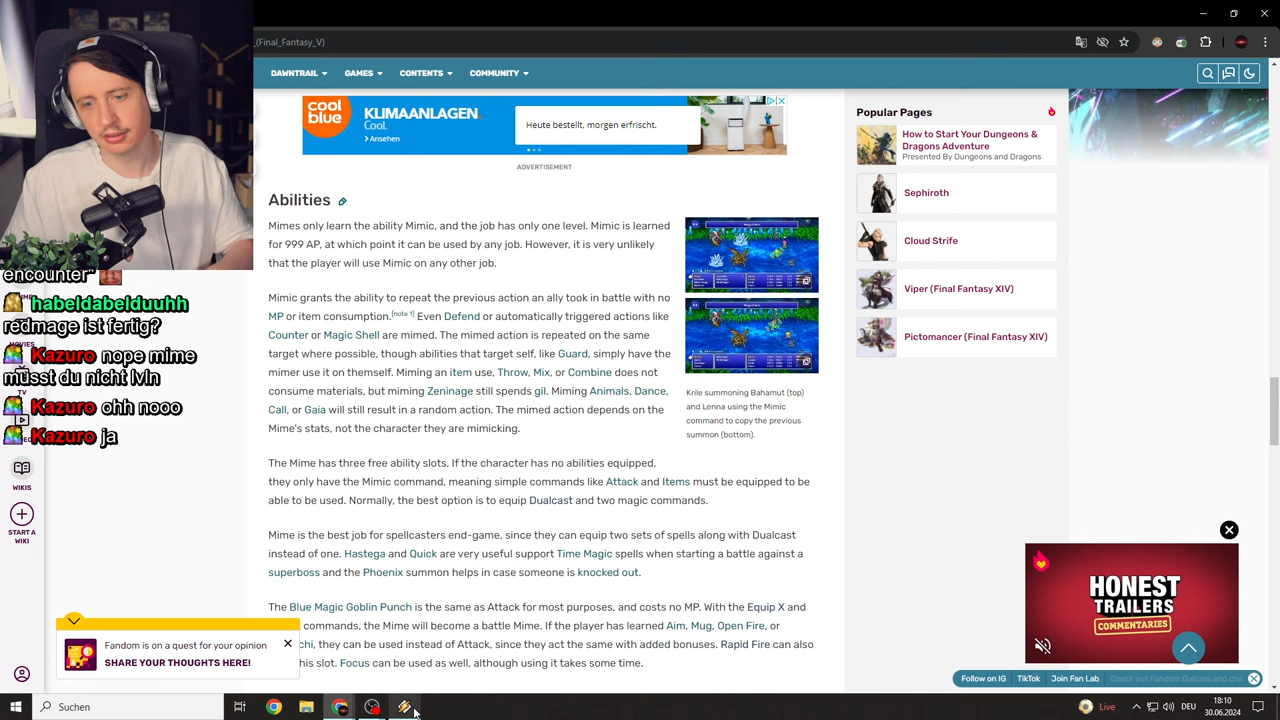 _(Final_Fantasy_V)
DAWNTRAIL
GAMES
CONTENTS
COMMUNITY
cool
blue
KLIMAANLAGEN.
Cool.
Ansehen
Heute bestellt, morgen erfrischt.
ADVERTISEMENT
Abilities
Mimes only learn the ability Mimic, and the job has only one level. Mimic is learned
for 999 AP, at which point it can be used by any job. However, it is very unlikely
that the player will use Mimic on any other job.
Mimic grants the ability to repeat the previous action an ally took in battle with no
MP or item consumption.[note 1] Even Defend or automatically triggered actions like
Counter or Magic Shell are mimed. The mimed action is repeated on the same
target where possible, though abilities that target self, like Guard, simply have the
mimer use it on themself. Miming an item use, Throw, Mix, or Combine does not
consume materials, but miming Zeninage still spends gil. Miming Animals, Dance,
Call, or Gaia will still result in a random action. The mimed action depends on the
Mime's stats, not the character they are mimicking.
Krile summoning Bahamut (top)
and Lenna using the Mimic
command to copy the previous
summon (bottom).
The Mime has three free ability slots. If the character has no abilities equipped,
they only have the Mimic command, meaning simple commands like Attack and Items must be equipped to be
able to be used. Normally, the best option is to equip Dualcast and two magic commands.
Mime is the best job for spellcasters end-game, since they can equip two sets of spells along with Dualcast
instead of one. Hastega and Quick are very useful support Time Magic spells when starting a battle against a
superboss and the Phoenix summon helps in case someone is knocked out.
The Blue Magic Goblin Punch is the same as Attack for most purposes, and costs no MP. With the Equip X and
commands, the Mime will become a battle Mime. If the player has learned Aim, Mug, Open Fire, or
chi, they can be used instead of Attack, since they act the same with added bonuses. Rapid Fire can also
his slot. Focus can be used as well, although using it takes some time.
Popular Pages
How to Start Your Dungeons &
Dragons Adventure
Presented By Dungeons and Dragons
Sephiroth
Cloud Strife
Viper (Final Fantasy XIV)
Pictomancer (Final Fantasy XIV)
encounter"
habeldabelduuhh
redmage ist fertig?
Kazuro nope mime
müsst du nicht lvln
Kazuro ohh nooo
Kazuro ja
TV
WIKIS
START A
WIKI
Fandom is on a quest for your opinion
SHARE YOUR THOUGHTS HERE!
HONEST
TRAILERS
COMMENTARIES
Follow on IG
TikTok
Join Fan Lab
Check out Fandom Quizzes and cha
Suchen
Live
DEU
18:10
30.06.2024